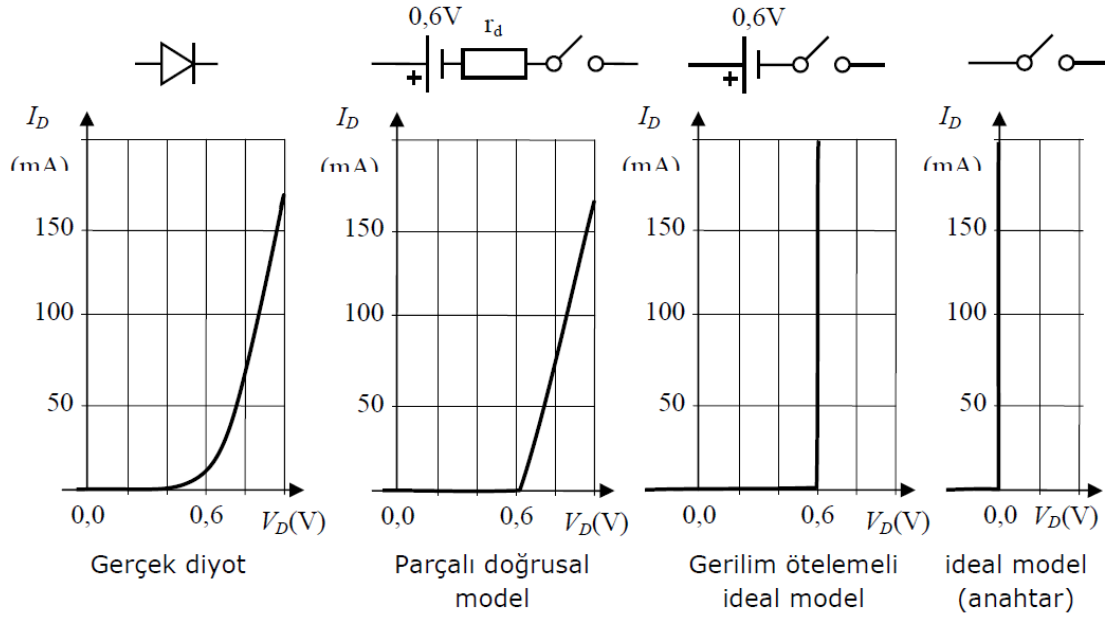 0,6V
r_d
0,6V
+
+
I_D
(mA)
150
100
50
0,0
0,6
V_D(V)
Gerçek diyot
I_D
(mA)
150
100
50
0,0
0,6
V_D(V)
Parçalı doğrusal
model
I_D
(mA)
150
100
50
0,0
0,6
V_D(V)
Gerilim ötelemeli
ideal model
I_D
(mA)
150
100
50
0,0
V_D(V)
ideal model
(anahtar)